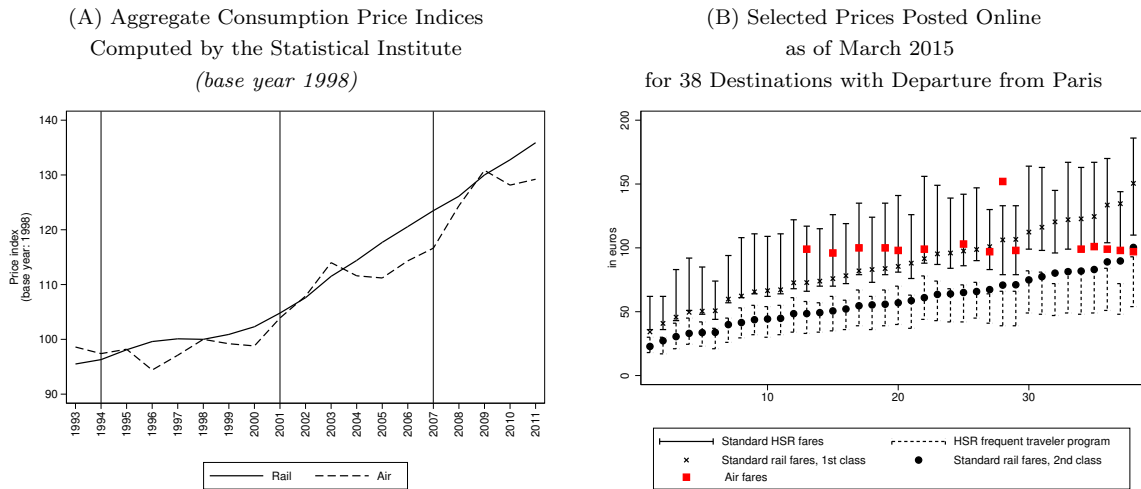 (A) Aggregate Consumption Price Indices
Computed by the Statistical Institute
(base year 1998)
140
130
120
110
100
90
Price index
(base year: 1998)
1993
1994
1995
1996
1997
1998
1999
2000
2001
2002
2003
2004
2005
2006
2007
2008
2009
2010
2011
Rail
Air
(B) Selected Prices Posted Online
as of March 2015
for 38 Destinations with Departure from Paris
200
150
100
50
0
in euros
10
20
30
Standard HSR fares
HSR frequent traveler program
Standard rail fares, 1st class
Standard rail fares, 2nd class
Air fares